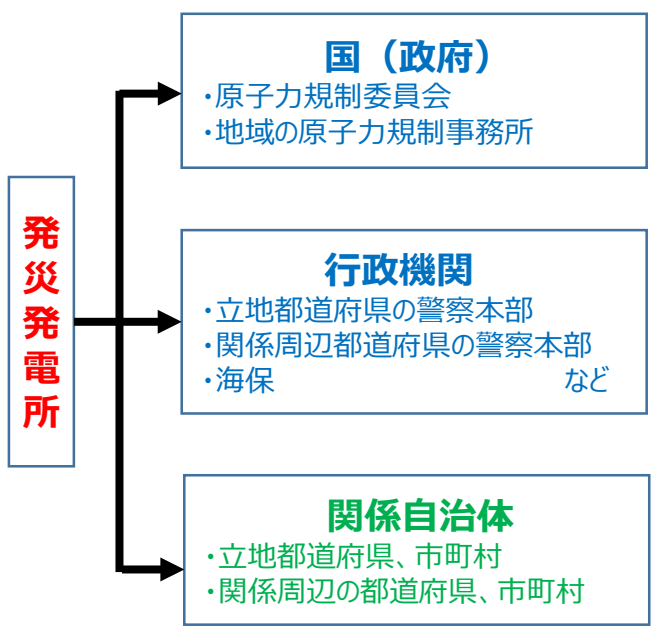 発災発電所
国（政府）
・原子力規制委員会
・地域の原子力規制事務所
行政機関
・立地都道府県の警察本部
・関係周辺都道府県の警察本部
・海保 など
関係自治体
・立地都道府県、市町村
・関係周辺の都道府県、市町村